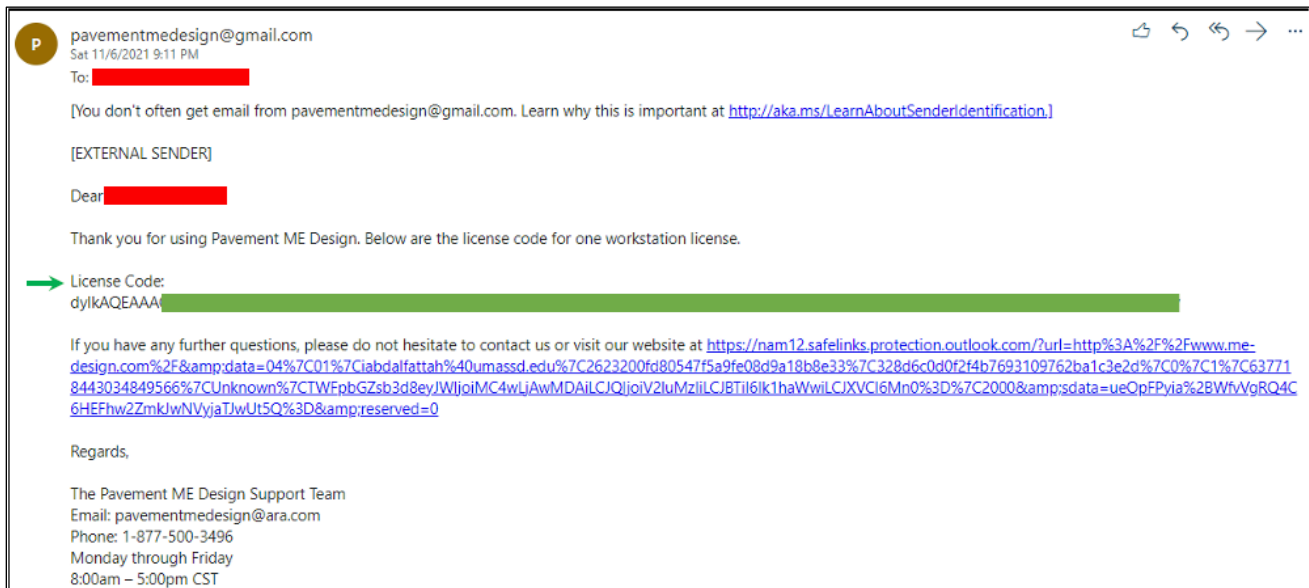 P
pavementmedesign@gmail.com
Sat 11/6/2021 9:11 PM
To:
[You don't often get email from pavementmedesign@gmail.com. Learn why this is important at http://aka.ms/LearnAboutSenderIdentification.]
[EXTERNAL SENDER]
Dear
Thank you for using Pavement ME Design. Below are the license code for one workstation license.
License Code:
dylkAQEAAA
If you have any further questions, please do not hesitate to contact us or visit our website at https://nam12.safelinks.protection.outlook.com/?url=http%3A%2F%2Fwww.me-
design.com%2F&amp;data=04%7C01%7Ciabdalfattah%40umassd.edu%7C2623200fd80547f5a9fe08d9a18b8e33%7C328d6c0d0f2f4b7693109762ba1c3e2d%7C0%7C1%7C63771
8443034849566%7CUnknown%7CTWFpbGZsb3d8eyJWIjoiMC4wLjAwMDAiLCJQIjoiV2luMzIiLCJBTiI6Ik1haWwiLCJXVCI6Mn0%3D%7C2000&amp;sdata=ueOpFPyia%2BWfvVgRQ4C
6HEFhw2ZmkJwNVyjaTJwUt5Q%3D&amp;reserved=0
Regards,
The Pavement ME Design Support Team
Email: pavementmedesign@ara.com
Phone: 1-877-500-3496
Monday through Friday
8:00am – 5:00pm CST